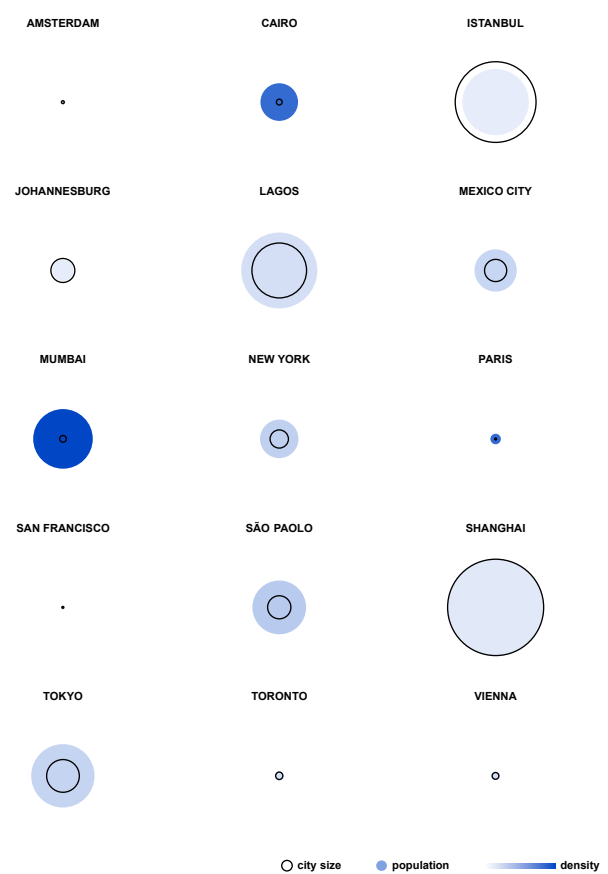 AMSTERDAM CAIRO ISTANBUL
JOHANNESBURG LAGOS MEXICO CITY
MUMBAI NEW YORK PARIS
SAN FRANCISCO SÃO PAOLO SHANGHAI
TOKYO TORONTO VIENNA
city size population density